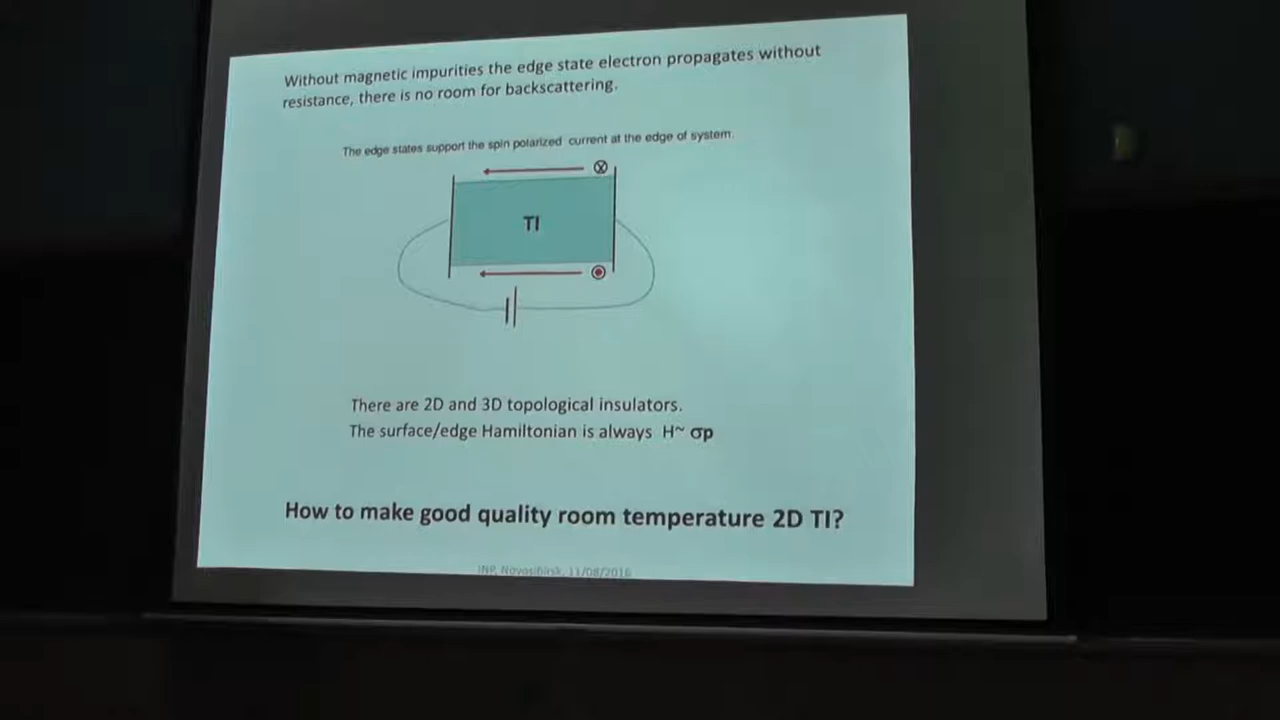 Without magnetic impurities the edge state electron propagates without
resistance, there is no room for backscattering.
The edge states support the spin polarized current at the edge of system.
TI
There are 2D and 3D topological insulators.
The surface/edge Hamiltonian is always H~ σp
How to make good quality room temperature 2D TI?
INP, Novosibirsk, 11/08/2016